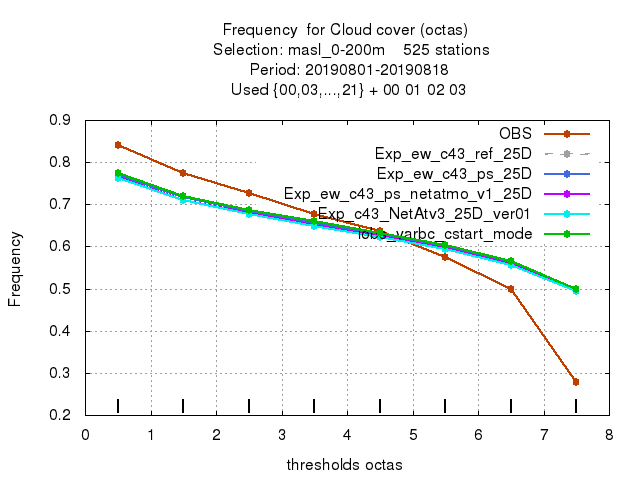 Frequency for Cloud cover (octas)
Selection: masl_0-200m 525 stations
Period: 20190801-20190818
Used {00,03,...,21} + 00 01 02 03
0.9
0.8
0.7
0.6
0.5
0.4
0.3
0.2
Frequency
OBS
Exp_ew_c43_ref_25D
Exp_ew_c43_ps_25D
Exp_ew_c43_ps_netatmo_v1_25D
Exp_c43_NetAtv3_25D_ver01
varbc_cstart_mode
0 1 2 3 4 5 6 7 8
thresholds octas